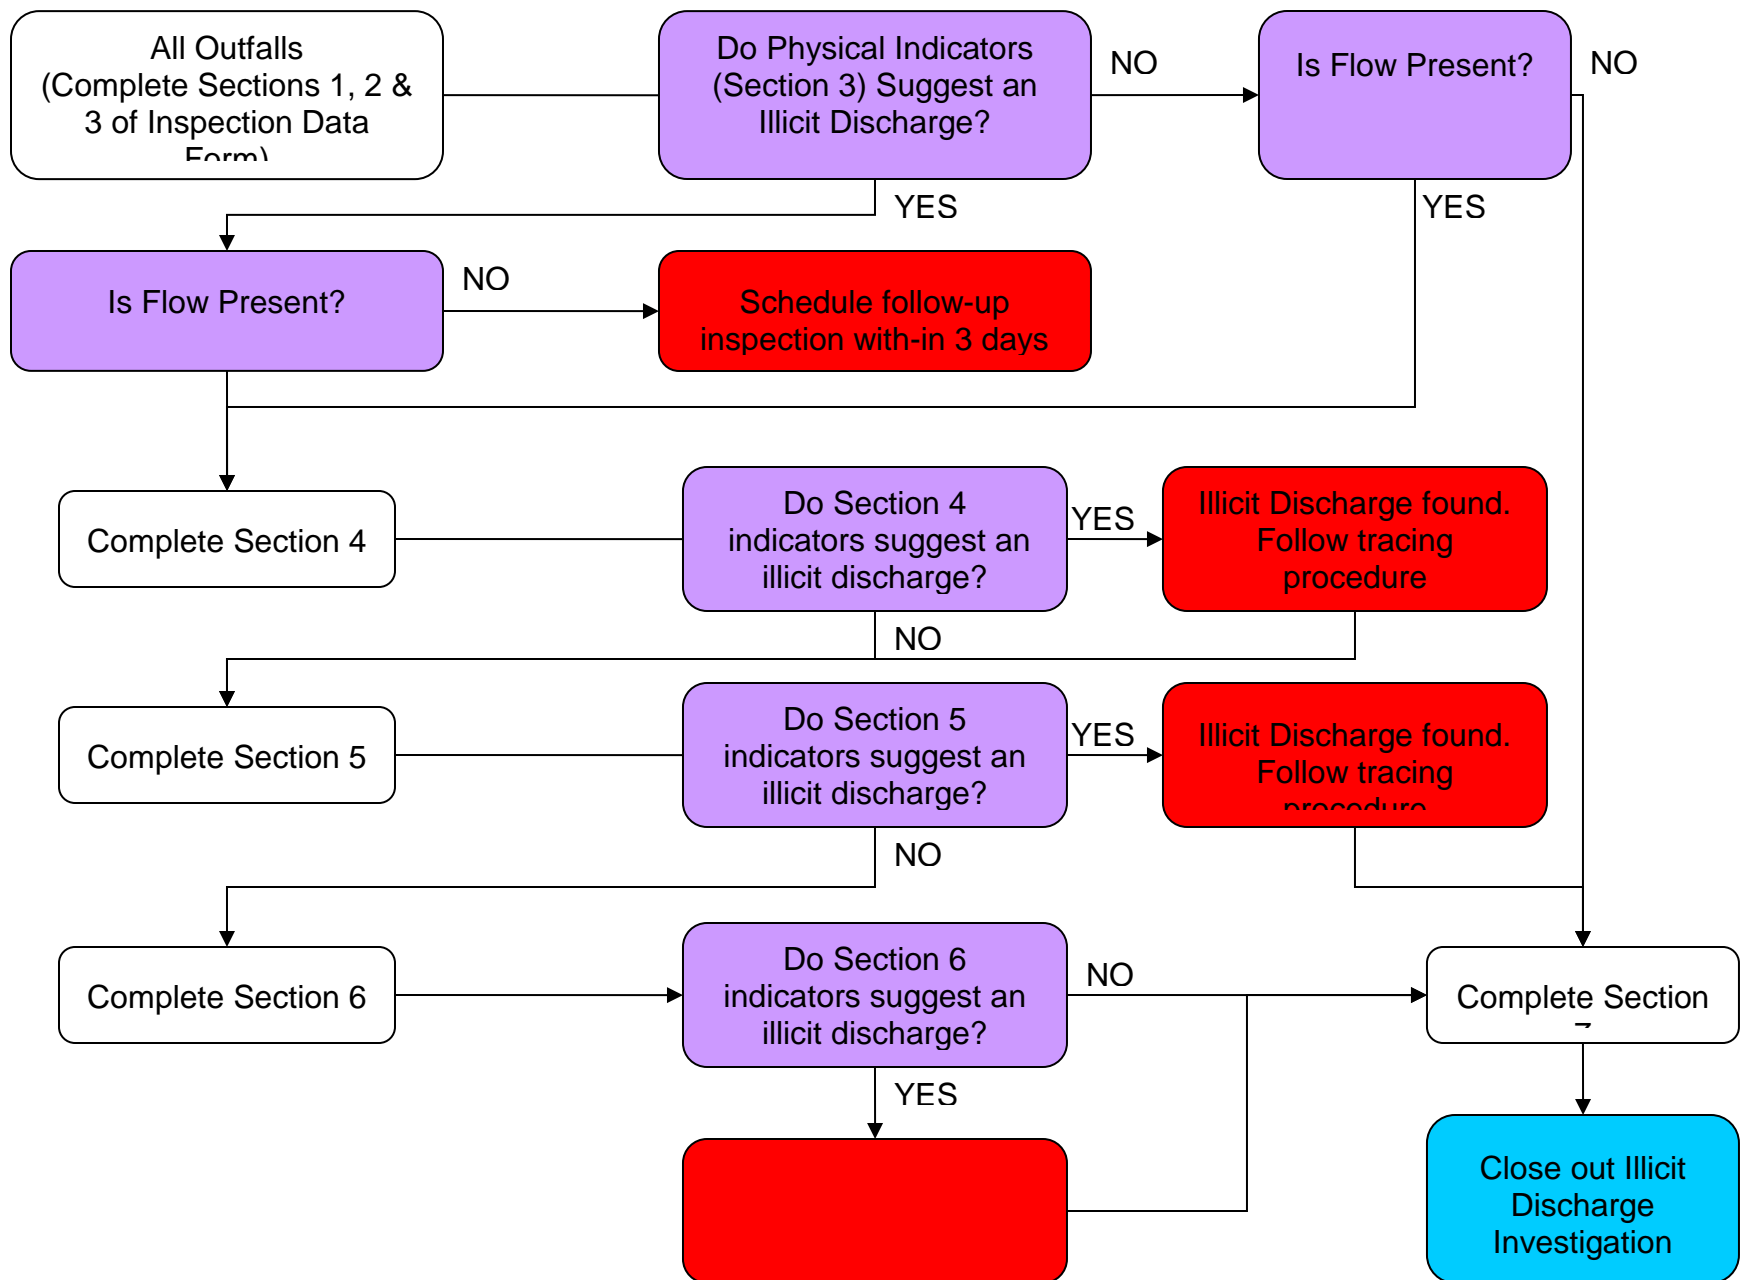 All Outfalls
(Complete Sections 1, 2 &
3 of Inspection Data
Form)
Do Physical Indicators
(Section 3) Suggest an
Illicit Discharge?
NO
Is Flow Present?
NO
YES
YES
Is Flow Present?
NO
Schedule follow-up
inspection with-in 3 days
Complete Section 4
Do Section 4
indicators suggest an
illicit discharge?
YES
Illicit Discharge found.
Follow tracing
procedure
NO
Complete Section 5
Do Section 5
indicators suggest an
illicit discharge?
YES
Illicit Discharge found.
Follow tracing
procedure
NO
Complete Section 6
Do Section 6
indicators suggest an
illicit discharge?
NO
Complete Section
YES
Close out Illicit
Discharge
Investigation